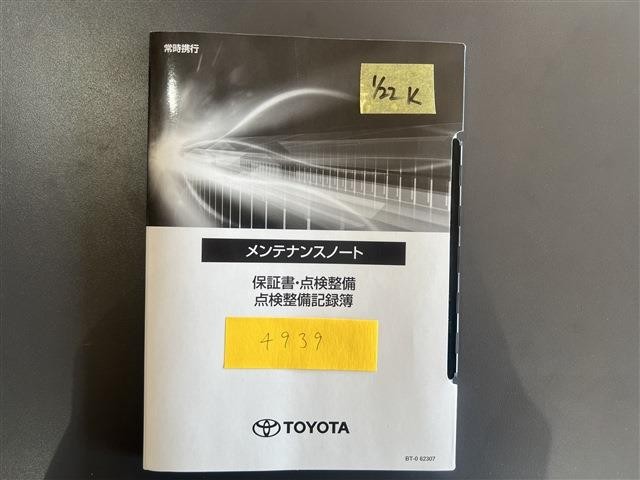 常時携行
1/22 K
メンテナンスノート
保証書・点検整備
点検整備記録簿
4939
TOYOTA
BT-0 62307